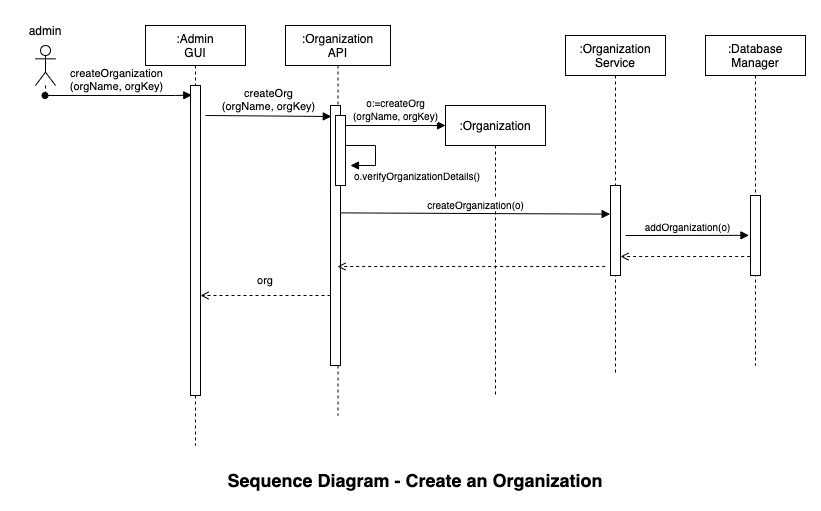 admin
:Admin
GUI
:Organization
API
:Organization
Service
:Database
Manager
createOrganization
(orgName, orgKey)
createOrg
(orgName, orgKey)
o:=createOrg
(orgName, orgKey)
:Organization
o.verifyOrganizationDetails()
createOrganization(o)
addOrganization(o)
org
Sequence Diagram - Create an Organization